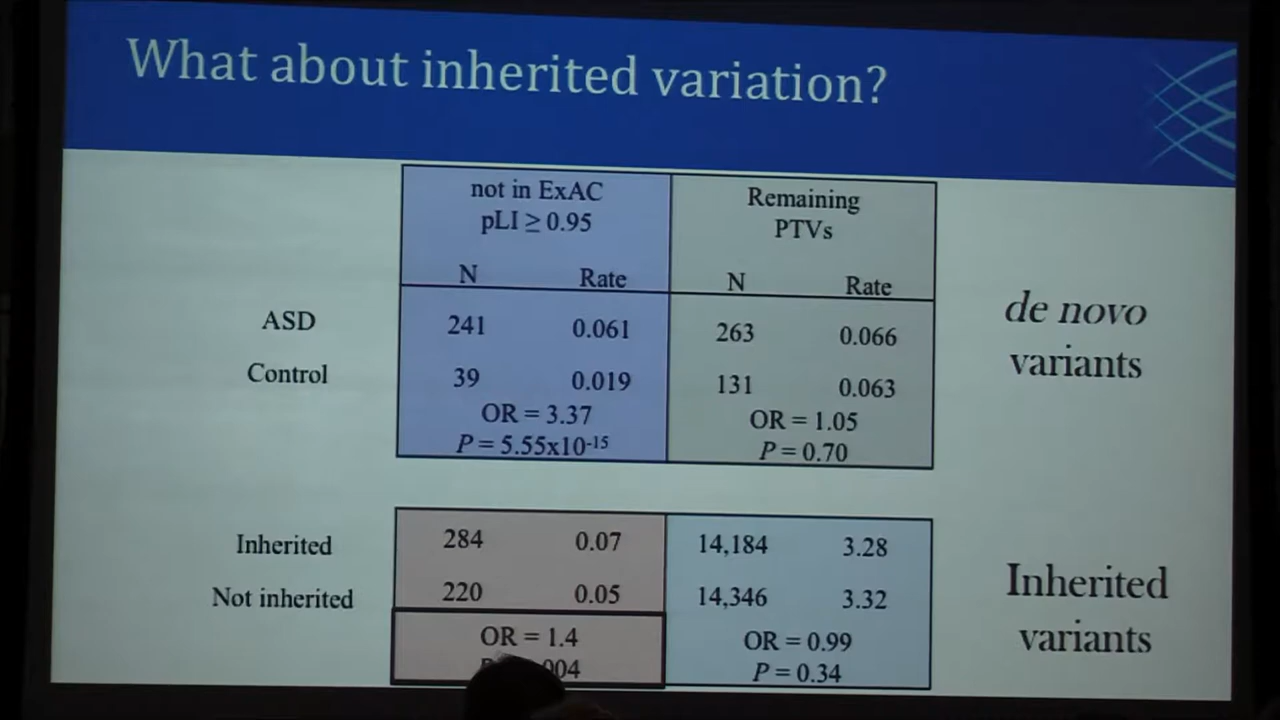 What about inherited variation?
not in ExAC
pLI ≥ 0.95
Remaining
PTVs
N Rate N Rate
ASD 241 0.061 263 0.066
Control 39 0.019 131 0.063
OR = 3.37 OR = 1.05
P = 5.55x10⁻¹⁵ P = 0.70
de novo
variants
Inherited 284 0.07 14,184 3.28
Not inherited 220 0.05 14,346 3.32
OR = 1.4 OR = 0.99
P = 0.34
Inherited
variants